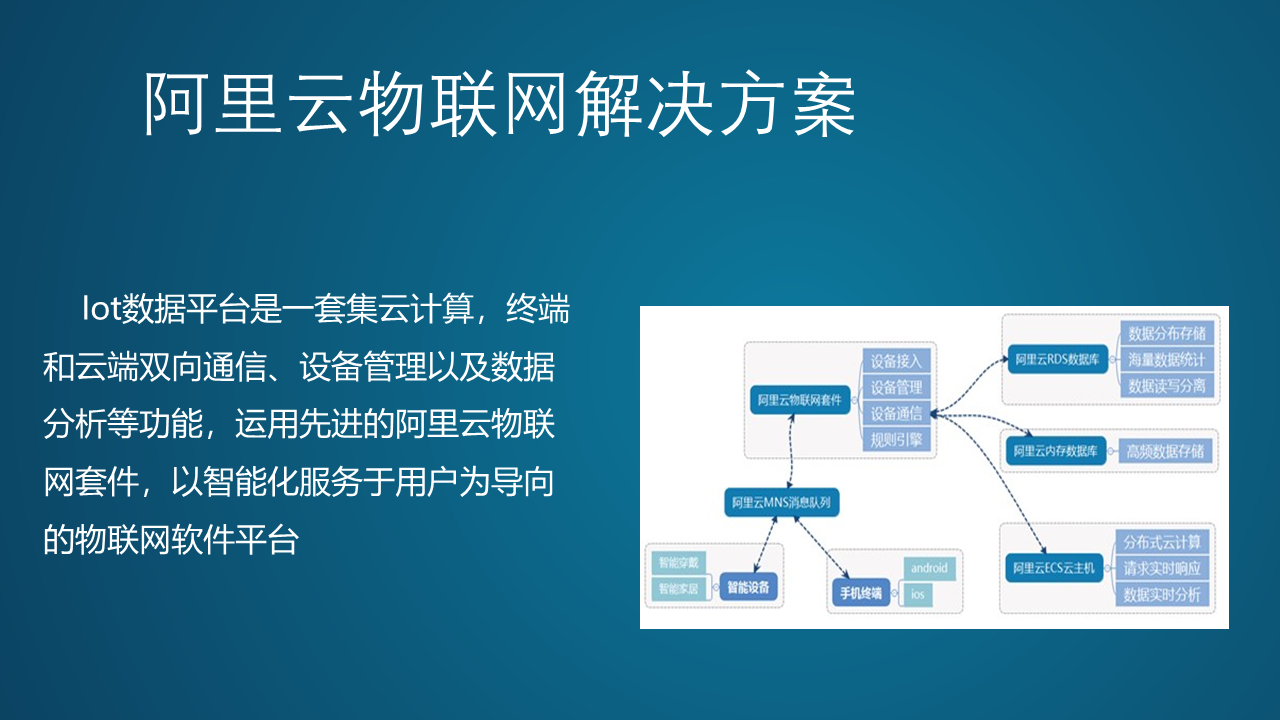 阿里云物联网解决方案
Iot数据平台是一套集云计算，终端
和云端双向通信、设备管理以及数据
分析等功能，运用先进的阿里云物联
网套件，以智能化服务于用户为导向
的物联网软件平台
阿里云物联网套件
设备接入
设备管理
设备通信
规则引擎
阿里云MNS消息队列
智能穿戴
智能家居
智能设备
手机终端
android
ios
阿里云RDS数据库
数据分布存储
海量数据统计
数据读写分离
阿里云内存数据库
高频数据存储
阿里云ECS云主机
分布式云计算
请求实时响应
数据实时分析